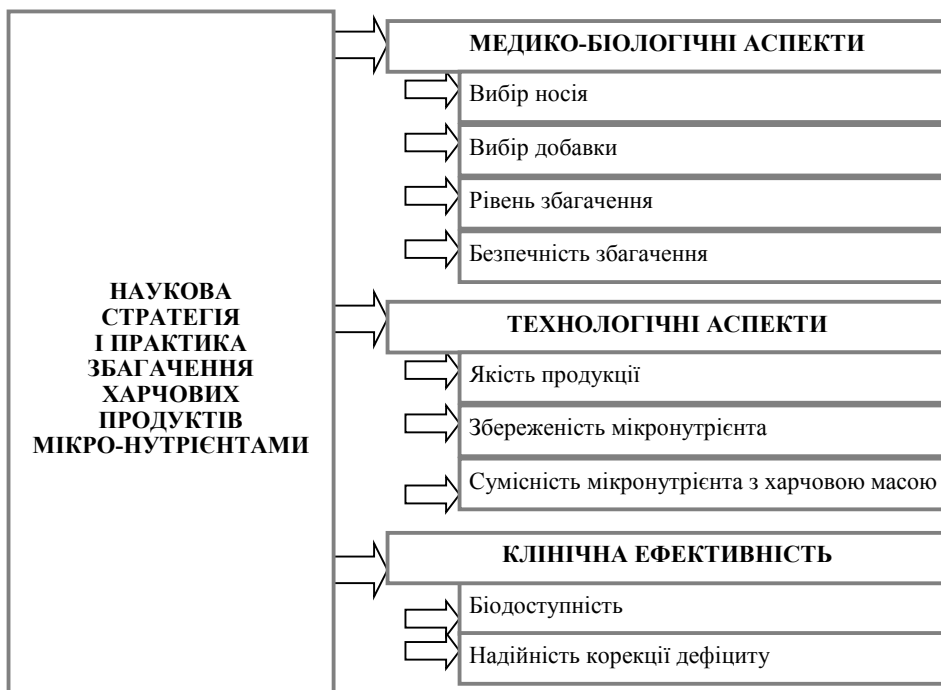 НАУКОВА
СТРАТЕГІЯ
І ПРАКТИКА
ЗБАГАЧЕННЯ
ХАРЧОВИХ
ПРОДУКТІВ
МІКРО-НУТРІЄНТАМИ
МЕДИКО-БІОЛОГІЧНІ АСПЕКТИ
Вибір носія
Вибір добавки
Рівень збагачення
Безпечність збагачення
ТЕХНОЛОГІЧНІ АСПЕКТИ
Якість продукції
Збереженість мікронутрієнта
Сумісність мікронутрієнта з харчовою масою
КЛІНІЧНА ЕФЕКТИВНІСТЬ
Біодоступність
Надійність корекції дефіциту